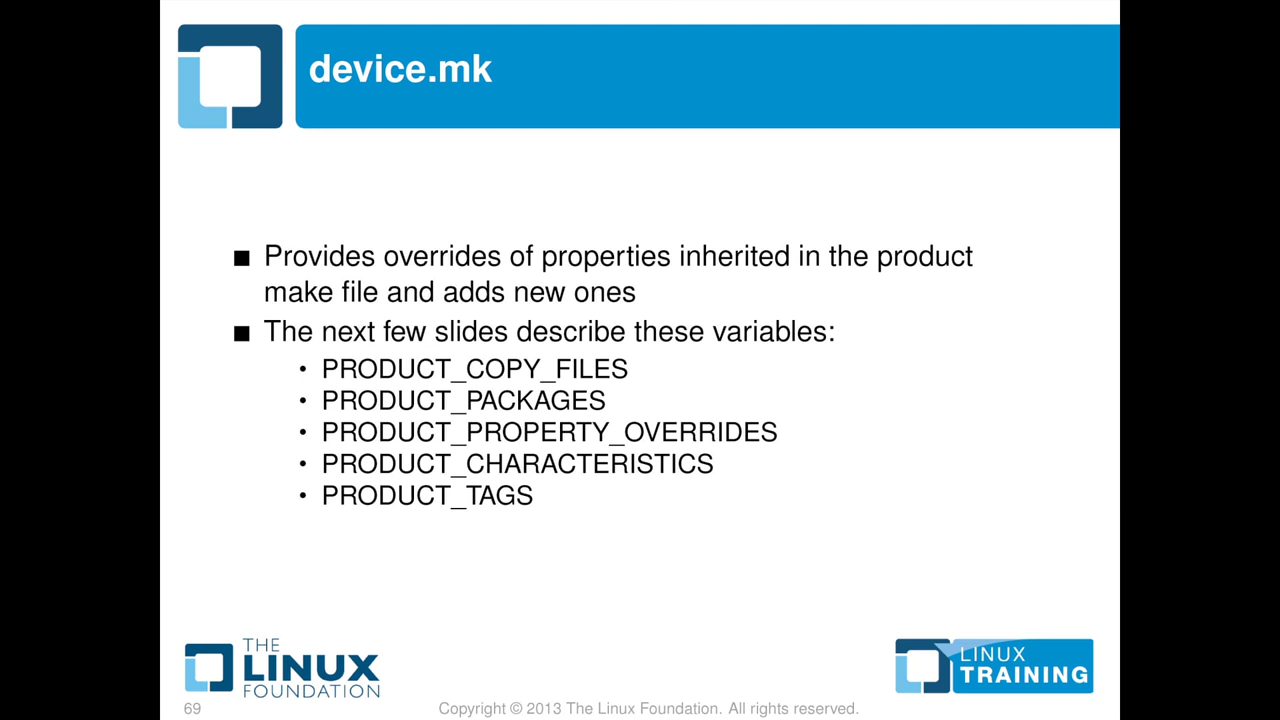 device.mk
■ Provides overrides of properties inherited in the product
make file and adds new ones
■ The next few slides describe these variables:
• PRODUCT_COPY_FILES
• PRODUCT_PACKAGES
• PRODUCT_PROPERTY_OVERRIDES
• PRODUCT_CHARACTERISTICS
• PRODUCT_TAGS
THE
LINUX
FOUNDATION
LINUX
TRAINING
69
Copyright © 2013 The Linux Foundation. All rights reserved.